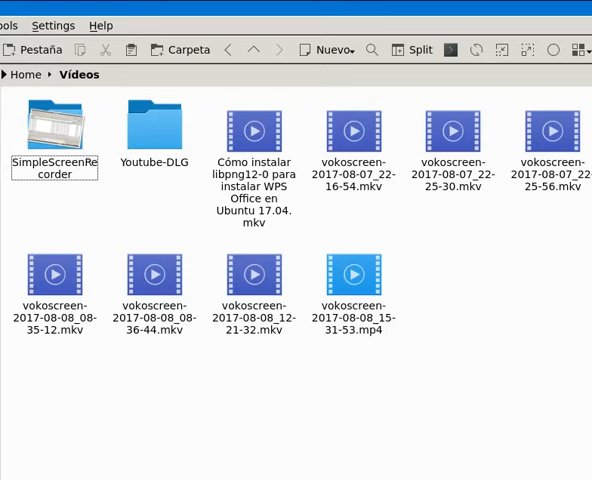 ools Settings Help
Pestaña Carpeta Nuevo Split
Home Vídeos
SimpleScreenRe
corder
Youtube-DLG
Cómo instalar
libpng12-0 para
instalar WPS
Office en
Ubuntu 17.04.
mkv
vokoscreen-
2017-08-07_22-
16-54.mkv
vokoscreen-
2017-08-07_22-
25-30.mkv
vokoscreen-
2017-08-07_22-
25-56.mkv
vokoscreen-
2017-08-08_08-
35-12.mkv
vokoscreen-
2017-08-08_08-
36-44.mkv
vokoscreen-
2017-08-08_12-
21-32.mkv
vokoscreen-
2017-08-08_15-
31-53.mp4